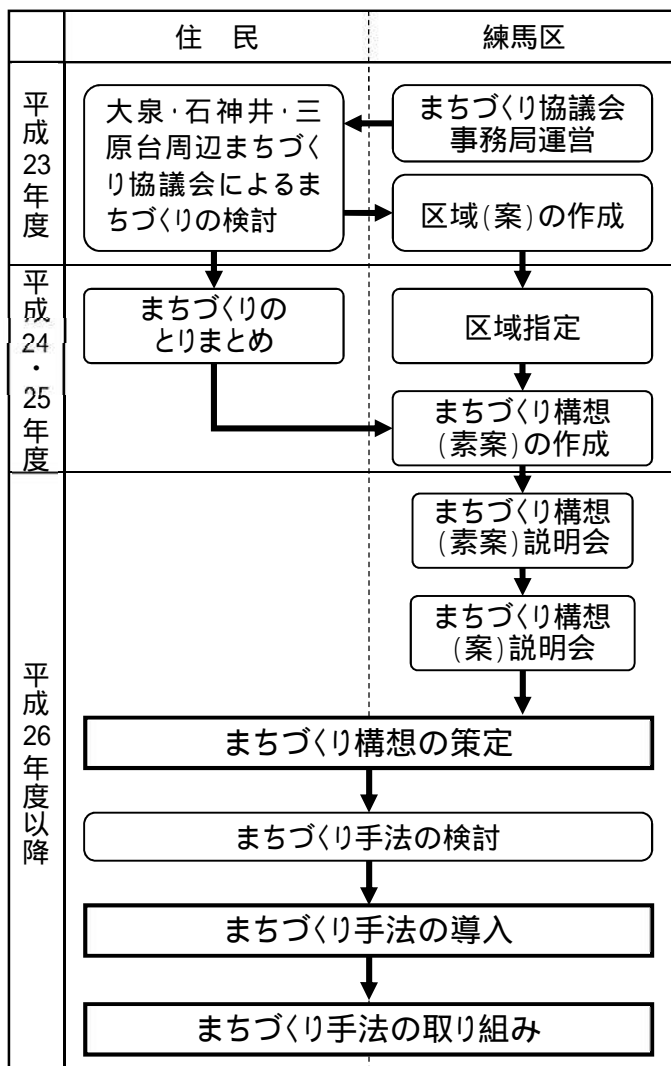 住 民
練馬区
平成23年度
大泉・石神井・三
原台周辺まちづく
り協議会によるま
ちづくりの検討
まちづくり協議会
事務局運営
区域(案)の作成
平成24・25年度
まちづくりの
とりまとめ
区域指定
まちづくり構想
(素案)の作成
平成26年度以降
まちづくり構想
(素案)説明会
まちづくり構想
(案)説明会
まちづくり構想の策定
まちづくり手法の検討
まちづくり手法の導入
まちづくり手法の取り組み